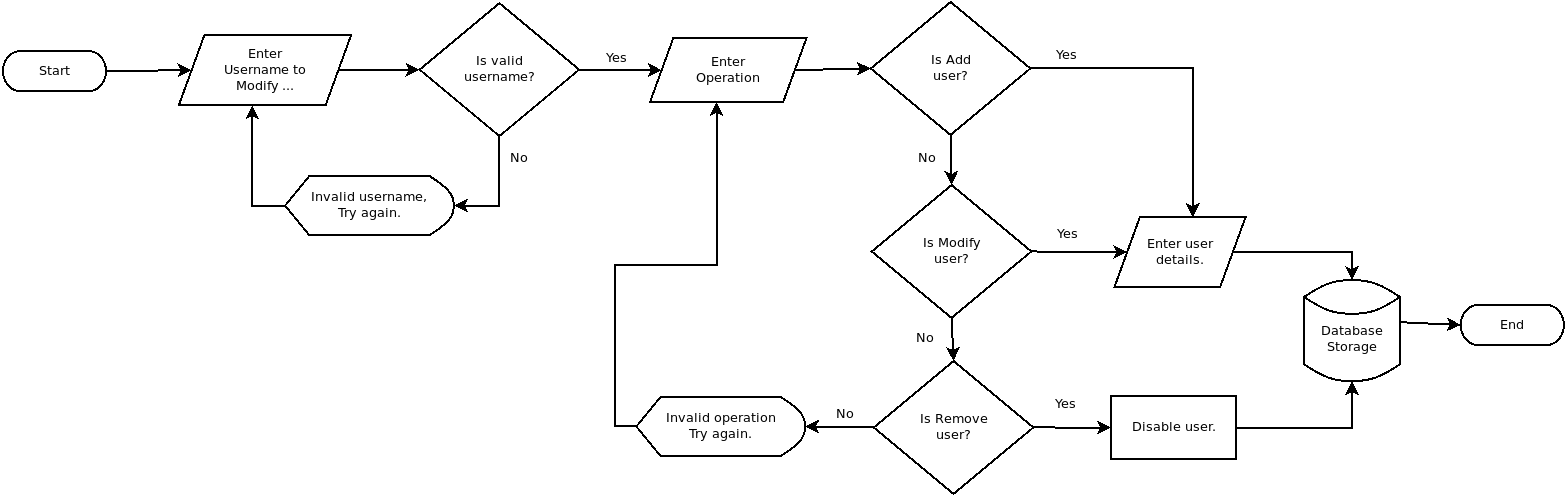 Start
Enter
Username to
Modify ...
Is valid
username?
Yes
No
Invalid username,
Try again.
Enter
Operation
Is Add
user?
Yes
No
Is Modify
user?
Yes
No
Enter user
details.
Is Remove
user?
Yes
No
Invalid operation
Try again.
Disable user.
Database
Storage
End